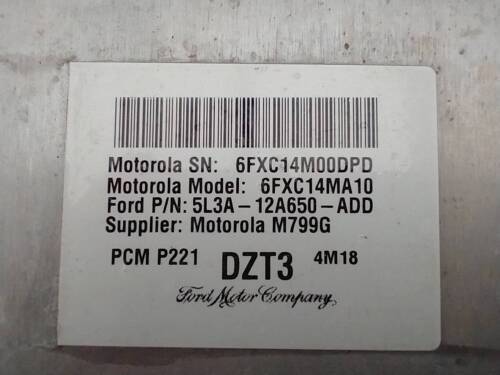 Motorola SN: 6FXC14M00DPD
Motorola Model: 6FXC14MA10
Ford P/N: 5L3A-12A650-ADD
Supplier: Motorola M799G
PCM P221 DZT3 4M18
Ford Motor Company